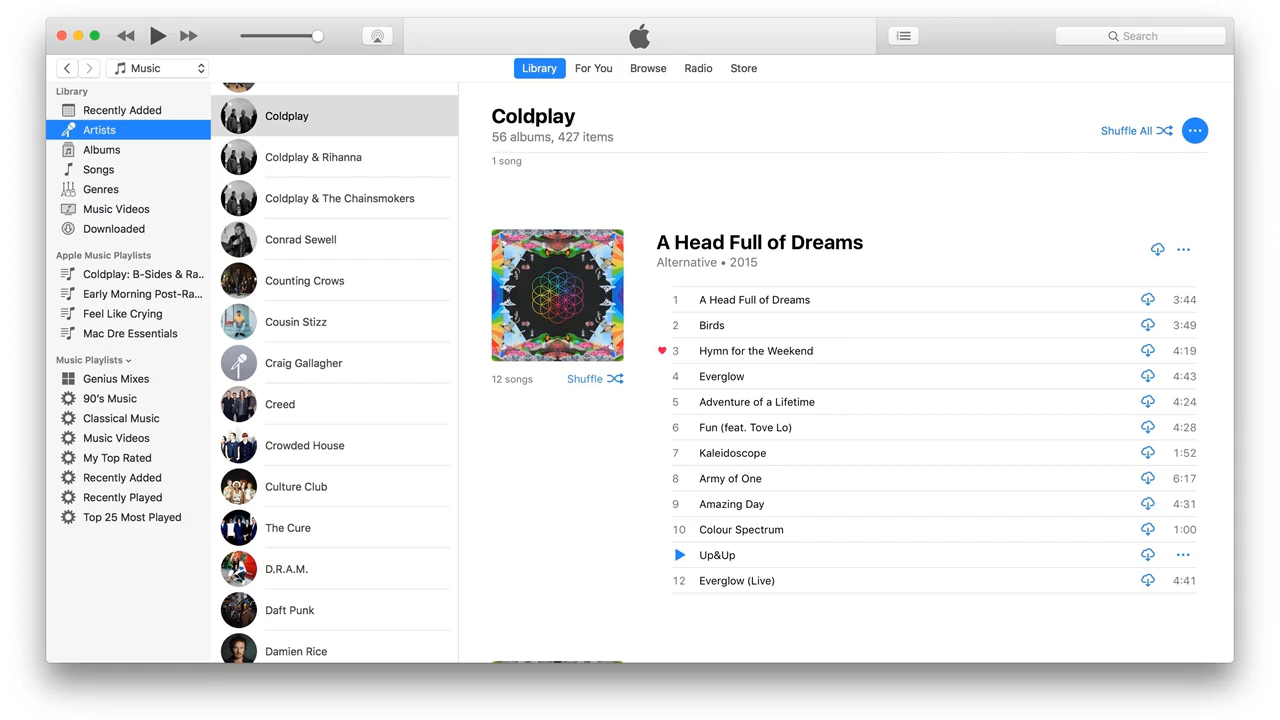 Search
Music
Library For You Browse Radio Store
Library
Recently Added
Artists
Albums
Songs
Genres
Music Videos
Downloaded
Apple Music Playlists
Coldplay: B-Sides & Ra..
Early Morning Post-Ra...
Feel Like Crying
Mac Dre Essentials
Music Playlists
Genius Mixes
90's Music
Classical Music
Music Videos
My Top Rated
Recently Added
Recently Played
Top 25 Most Played
Coldplay
Coldplay & Rihanna
Coldplay & The Chainsmokers
Conrad Sewell
Counting Crows
Cousin Stizz
Craig Gallagher
Creed
Crowded House
Culture Club
The Cure
D.R.A.M.
Daft Punk
Damien Rice
Coldplay
56 albums, 427 items
Shuffle All
1 song
A Head Full of Dreams
Alternative • 2015
12 songs Shuffle
1 A Head Full of Dreams 3:44
2 Birds 3:49
3 Hymn for the Weekend 4:19
4 Everglow 4:43
5 Adventure of a Lifetime 4:24
6 Fun (feat. Tove Lo) 4:28
7 Kaleidoscope 1:52
8 Army of One 6:17
9 Amazing Day 4:31
10 Colour Spectrum 1:00
Up&Up
12 Everglow (Live) 4:41